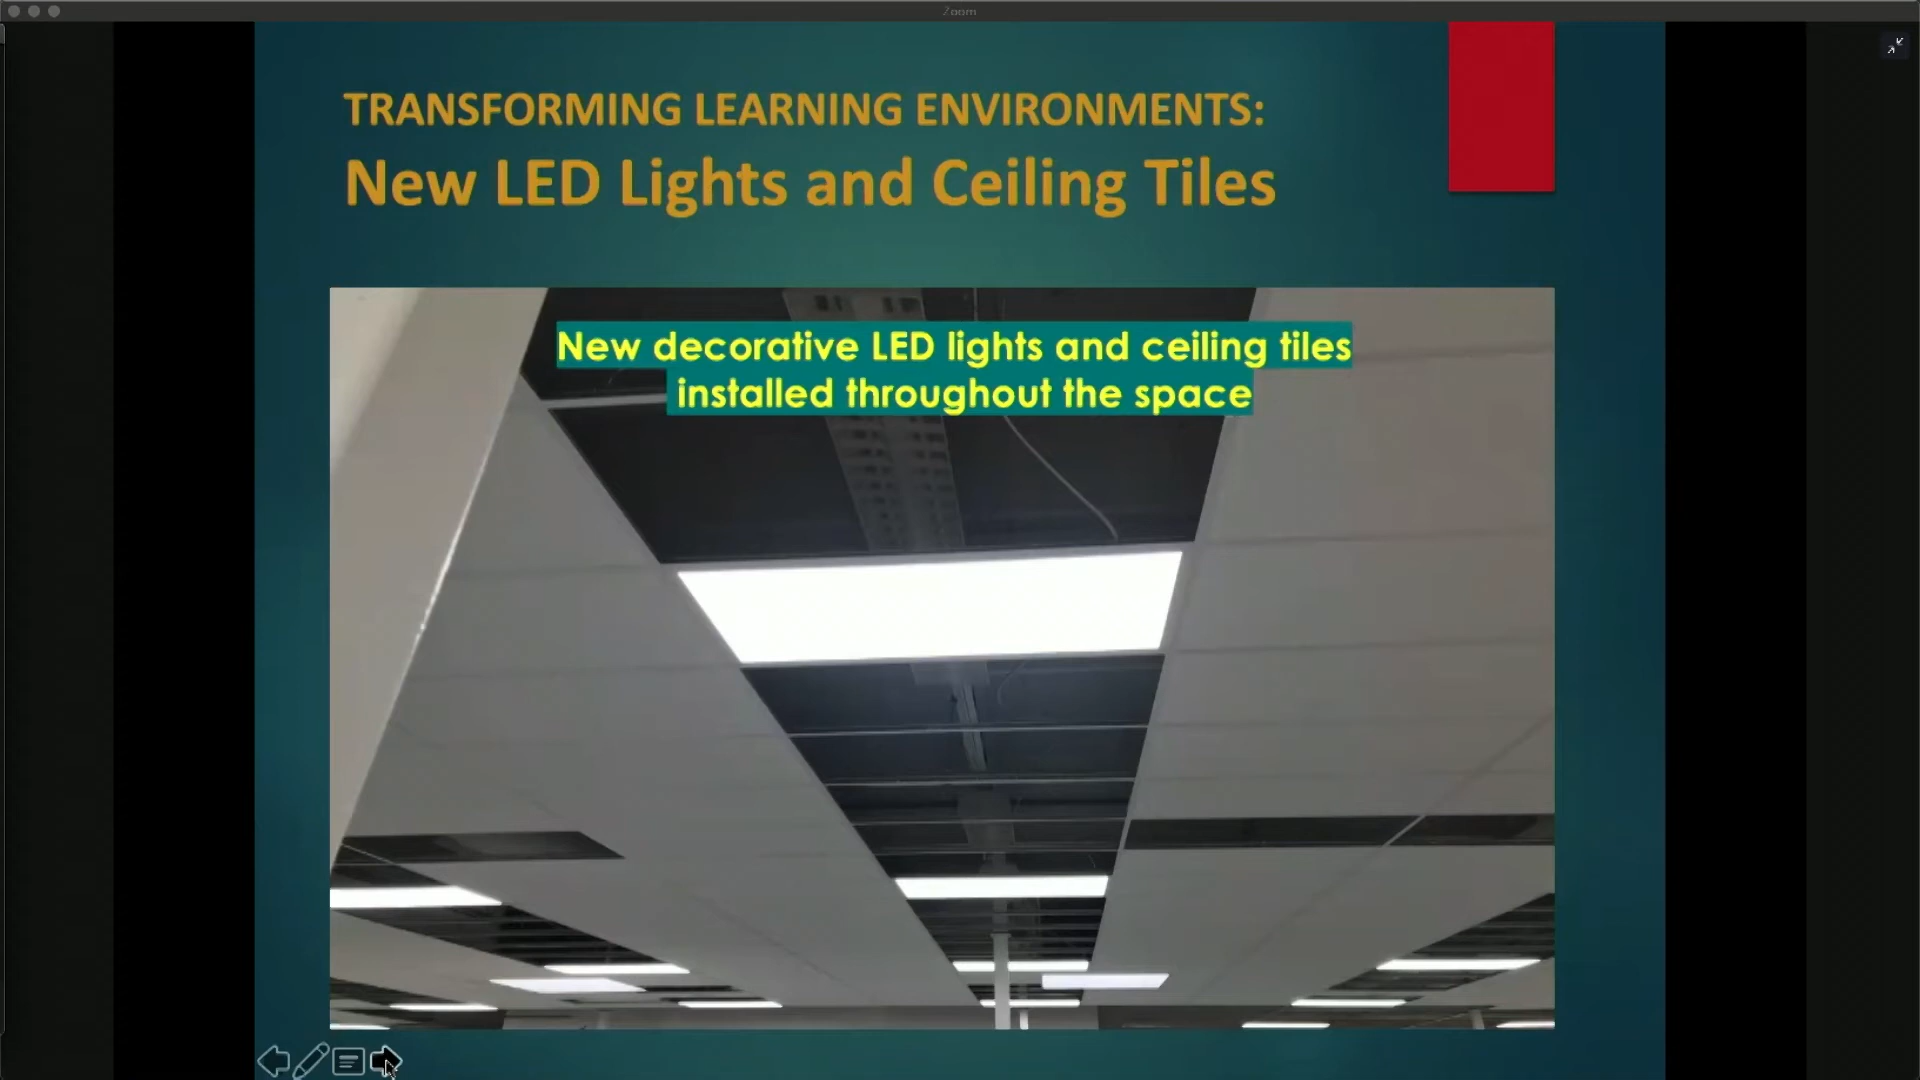 Zoom
TRANSFORMING LEARNING ENVIRONMENTS:
New LED Lights and Ceiling Tiles
New decorative LED lights and ceiling tiles
installed throughout the space